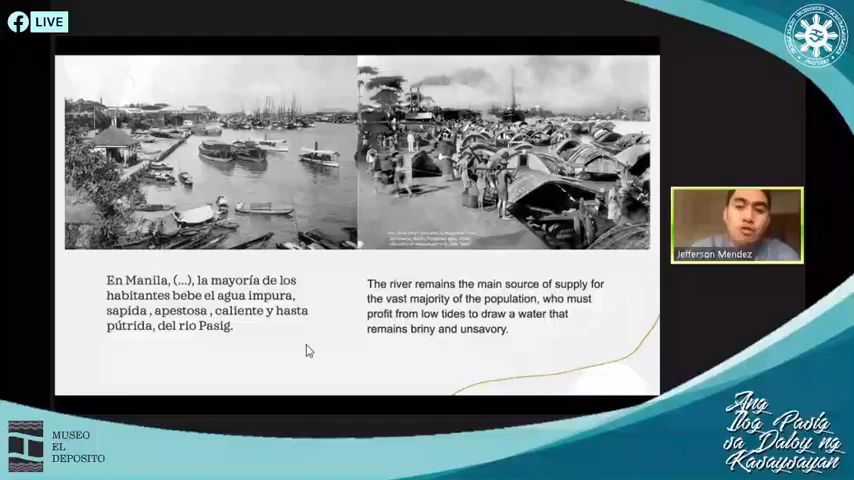 LIVE
En Manila, (...), la mayoría de los
habitantes bebe el agua impura,
sapida , apestosa , caliente y hasta
pútrida, del rio Pasig.
The river remains the main source of supply for
the vast majority of the population, who must
profit from low tides to draw a water that
remains briny and unsavory.
Jefferson Mendez
MUSEO
EL
DEPOSITO
Ang
Ilog Pasig
sa Daloy ng
Kasaysayan